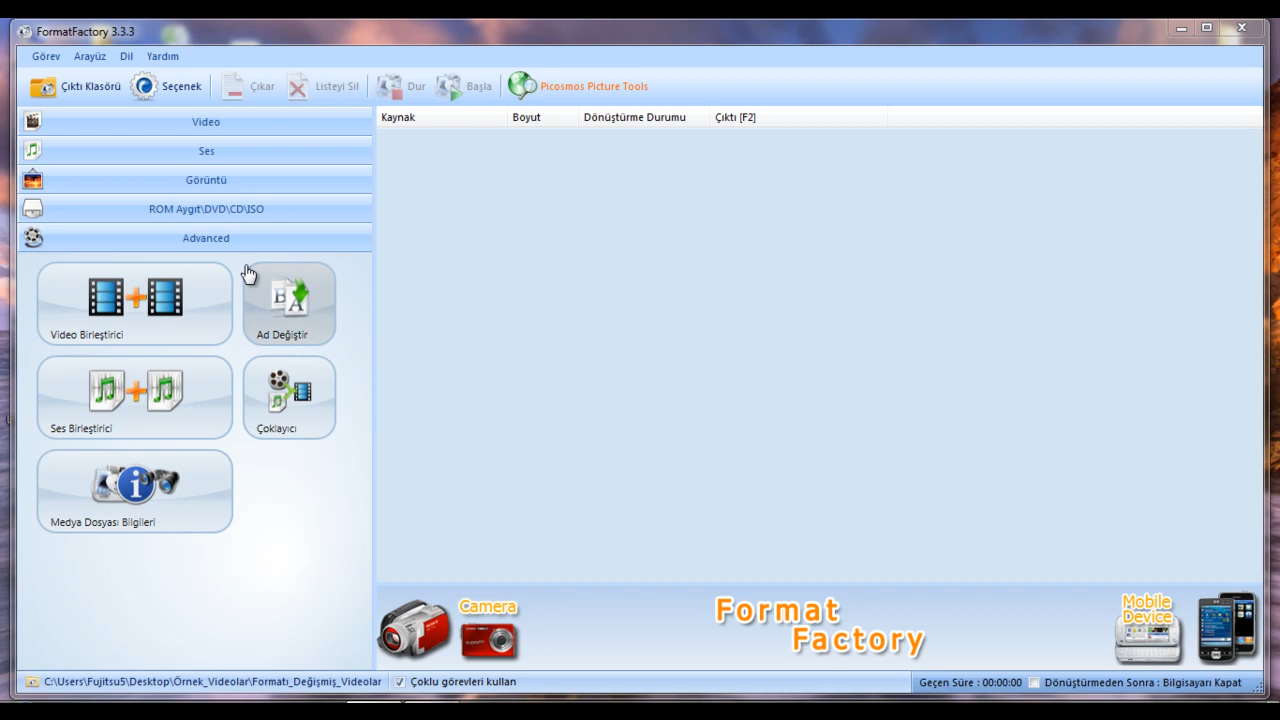 FormatFactory 3.3.3
Görev Arayüz Dil Yardım
Çıktı Klasörü Seçenek Çıkar Listeyi Sil Dur Başla Picosmos Picture Tools
Video
Ses
Görüntü
ROM Aygıt\DVD\CD\ISO
Advanced
Video Birleştirici
Ad Değiştir
Ses Birleştirici
Çoklayıcı
Medya Dosyası Bilgileri
Kaynak Boyut Dönüştürme Durumu Çıktı [F2]
Camera
Format
Factory
Mobile
Device
C:\Users\Fujitsu5\Desktop\Örnek_Videolar\Formatı_Değişmiş_Videolar Çoklu görevleri kullan Geçen Süre : 00:00:00 Dönüştürmeden Sonra : Bilgisayarı Kapat